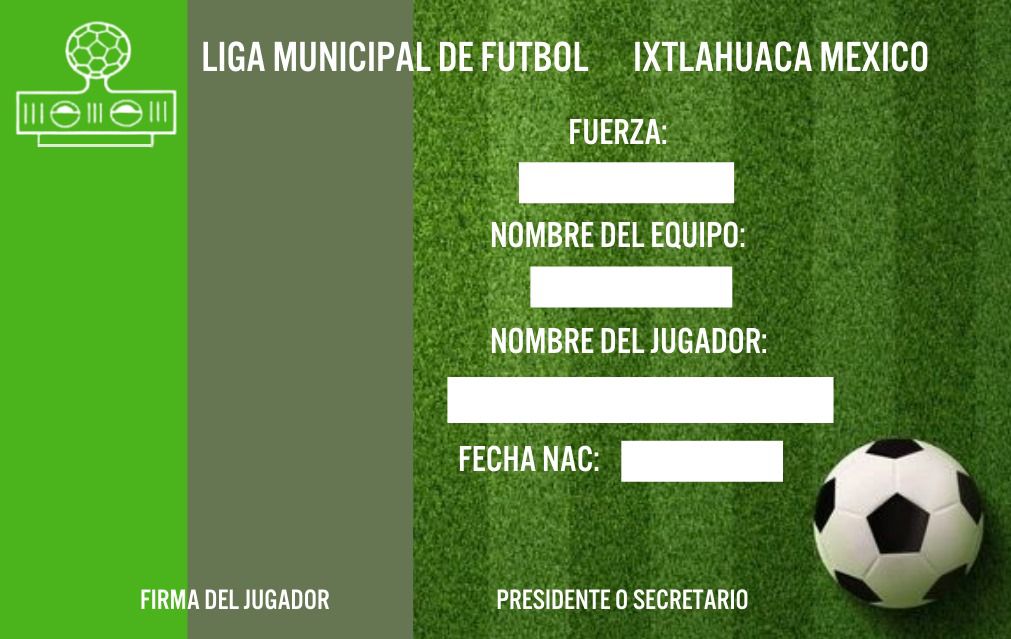 LIGA MUNICIPAL DE FUTBOL IXTLAHUACA MEXICO
FUERZA:
NOMBRE DEL EQUIPO:
NOMBRE DEL JUGADOR:
FECHA NAC:
FIRMA DEL JUGADOR PRESIDENTE O SECRETARIO